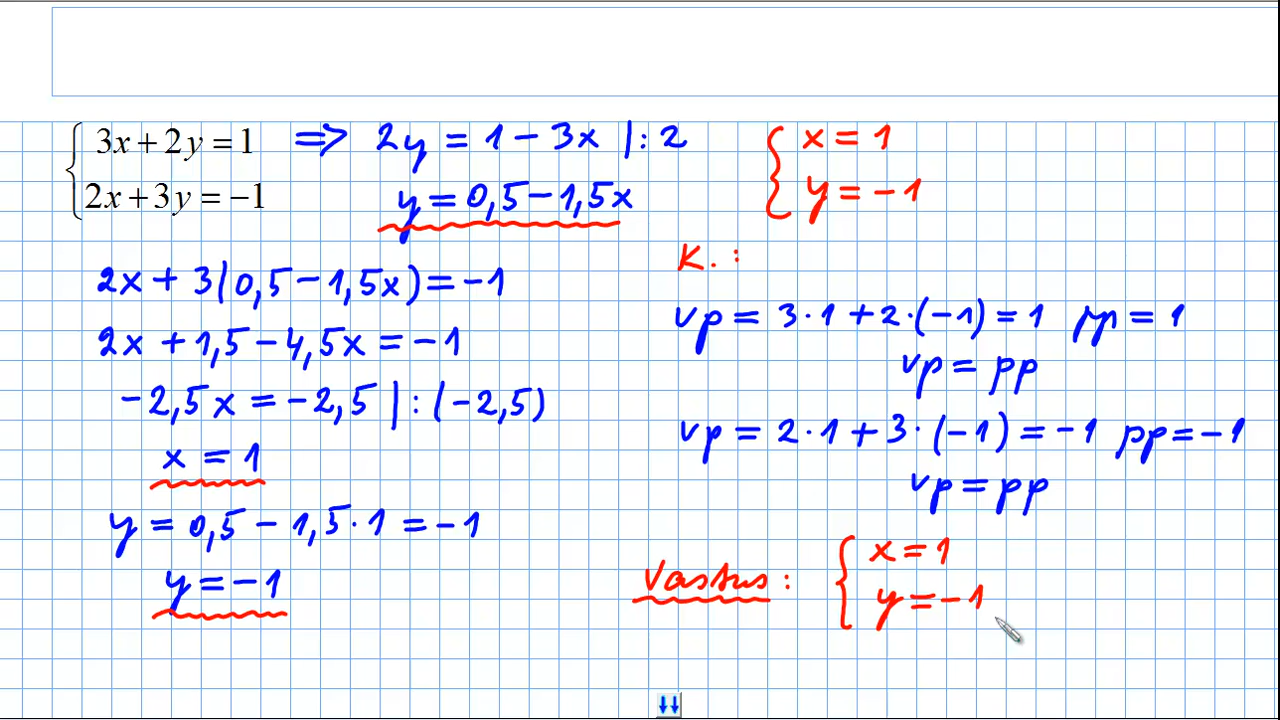 3x + 2y = 1 => 2y = 1 - 3x |: 2
2x + 3y = -1 y = 0,5 - 1,5x
2x + 3(0,5 - 1,5x) = -1
2x + 1,5 - 4,5x = -1
-2,5x = -2,5 |: (-2,5)
x = 1
y = 0,5 - 1,5 · 1 = -1
y = -1
x = 1
y = -1
K. :
vp = 3 · 1 + 2 · (-1) = 1 pp = 1
vp = pp
vp = 2 · 1 + 3 · (-1) = -1 pp = -1
vp = pp
Vastus : x = 1
y = -1